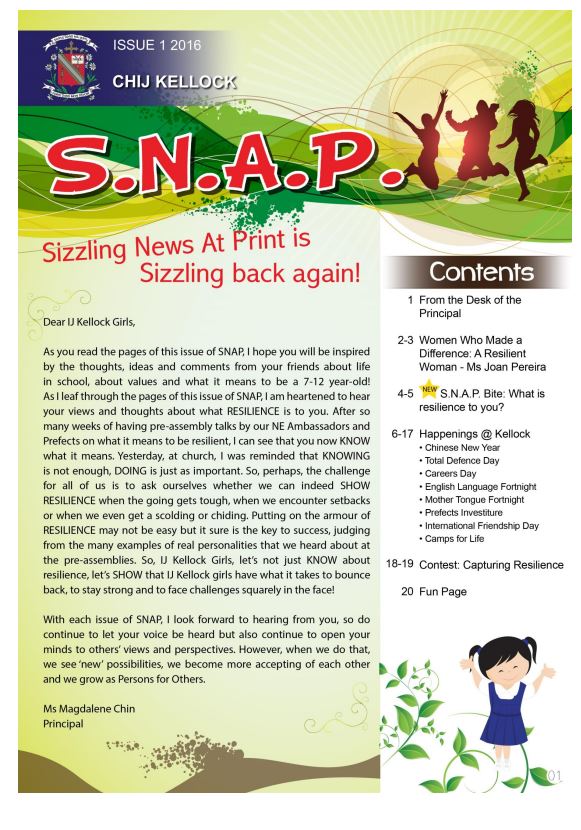 ISSUE 1 2016
CHIJ KELLOCK
S.N.A.P.
Sizzling News At Print is
Sizzling back again!
Dear IJ Kellock Girls,
As you read the pages of this issue of SNAP, I hope you will be inspired
by the thoughts, ideas and comments from your friends about life
in school, about values and what it means to be a 7-12 year-old!
As I leaf through the pages of this issue of SNAP, I am heartened to hear
your views and thoughts about what RESILIENCE is to you. After so
many weeks of having pre-assembly talks by our NE Ambassadors and
Prefects on what it means to be resilient, I can see that you now KNOW
what it means. Yesterday, at church, I was reminded that KNOWING
is not enough, DOING is just as important. So, perhaps, the challenge
for all of us is to ask ourselves whether we can indeed SHOW
RESILIENCE when the going gets tough, when we encounter setbacks
or when we even get a scolding or chiding. Putting on the armour of
RESILIENCE may not be easy but it sure is the key to success, judging
from the many examples of real personalities that we heard about at
the pre-assemblies. So, IJ Kellock Girls, let's not just KNOW about
resilience, let's SHOW that IJ Kellock girls have what it takes to bounce
back, to stay strong and to face challenges squarely in the face!
With each issue of SNAP, I look forward to hearing from you, so do
continue to let your voice be heard but also continue to open your
minds to others' views and perspectives. However, when we do that,
we see 'new' possibilities, we become more accepting of each other
and we grow as Persons for Others.
Ms Magdalene Chin
Principal
Contents
1 From the Desk of the
Principal
2-3 Women Who Made a
Difference: A Resilient
Woman - Ms Joan Pereira
4-5 NEW S.N.A.P. Bite: What is
resilience to you?
6-17 Happenings @ Kellock
• Chinese New Year
• Total Defence Day
• Careers Day
• English Language Fortnight
• Mother Tongue Fortnight
• Prefects Investiture
• International Friendship Day
• Camps for Life
18-19 Contest: Capturing Resilience
20 Fun Page
01